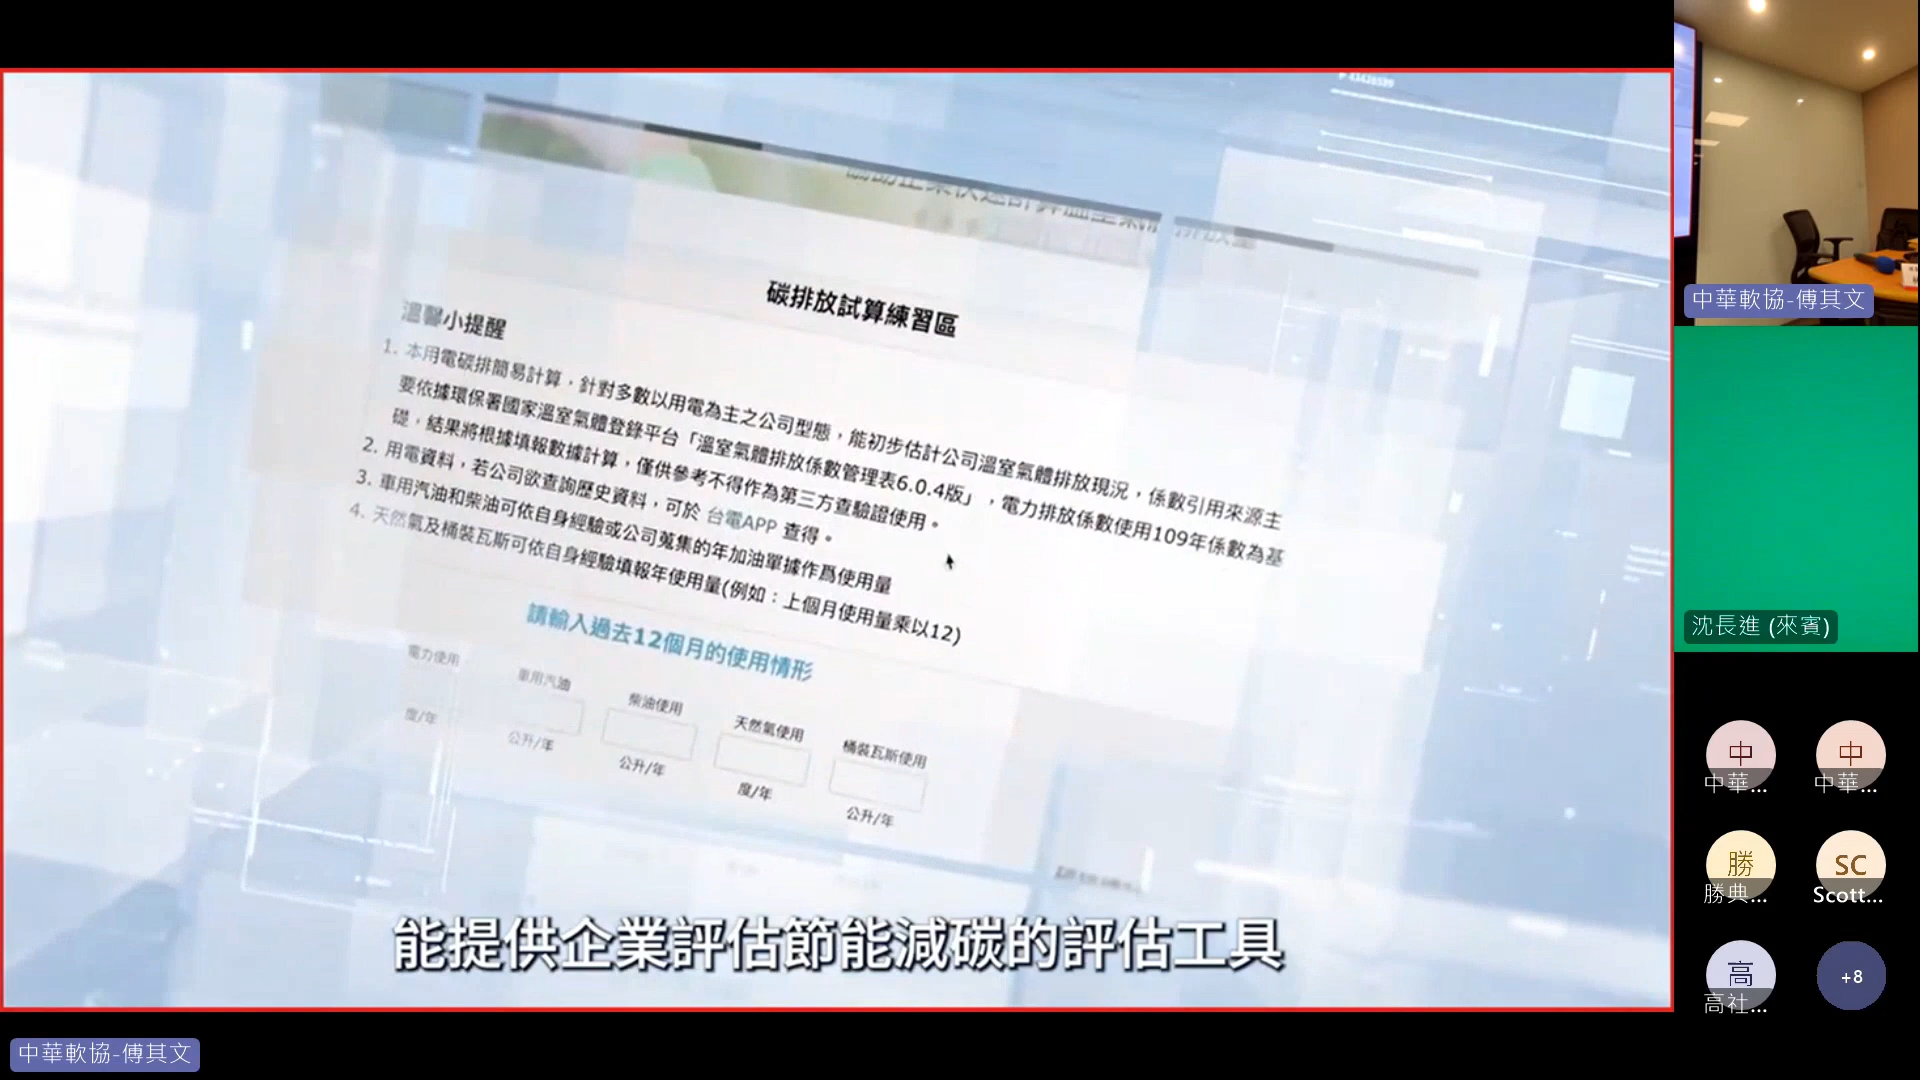 碳排放試算練習區
溫馨小提醒
1. 本用電碳排簡易計算，針對多數以用電為主之公司型態，能初步估計公司溫室氣體排放現況，係數引用來源主
要依據環保署國家溫室氣體登錄平台「溫室氣體排放係數管理表6.0.4版」，電力排放係數使用109年係數為基
礎，結果將根據填報數據計算，僅供參考不得作為第三方查驗證使用。
2. 用電資料，若公司欲查詢歷史資料，可於 台電APP 查得。
3. 車用汽油和柴油可依自身經驗或公司蒐集的年加油單據作爲使用量
4. 天然氣及桶裝瓦斯可依自身經驗填報年使用量(例如：上個月使用量乘以12)
請輸入過去12個月的使用情形
電力使用
車用汽油
柴油使用
天然氣使用
桶裝瓦斯使用
度/年
公升/年
公升/年
度/年
公升/年
能提供企業評估節能減碳的評估工具
中華軟協-傅其文
中華軟協-傅其文
沈長進 (來賓)
中
中華...
中
中華...
勝
勝典...
SC
Scott...
高
高社...
+8